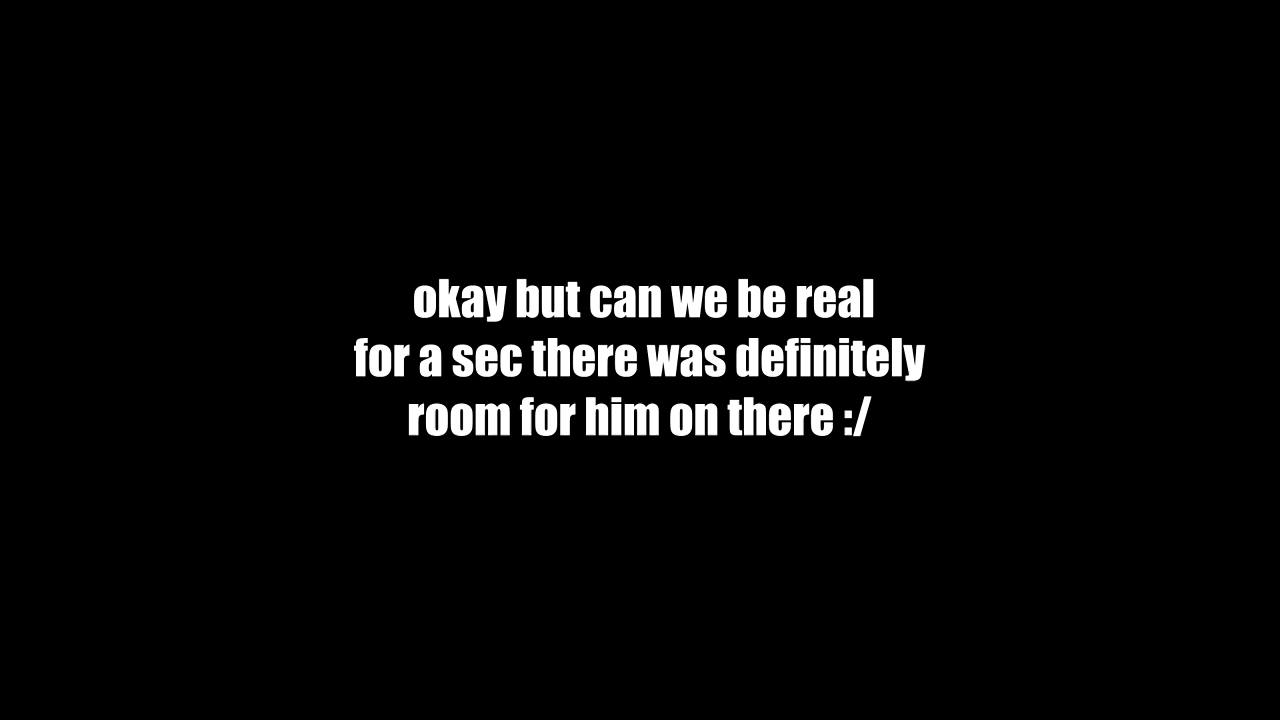 okay but can we be real
for a sec there was definitely
room for him on there :/